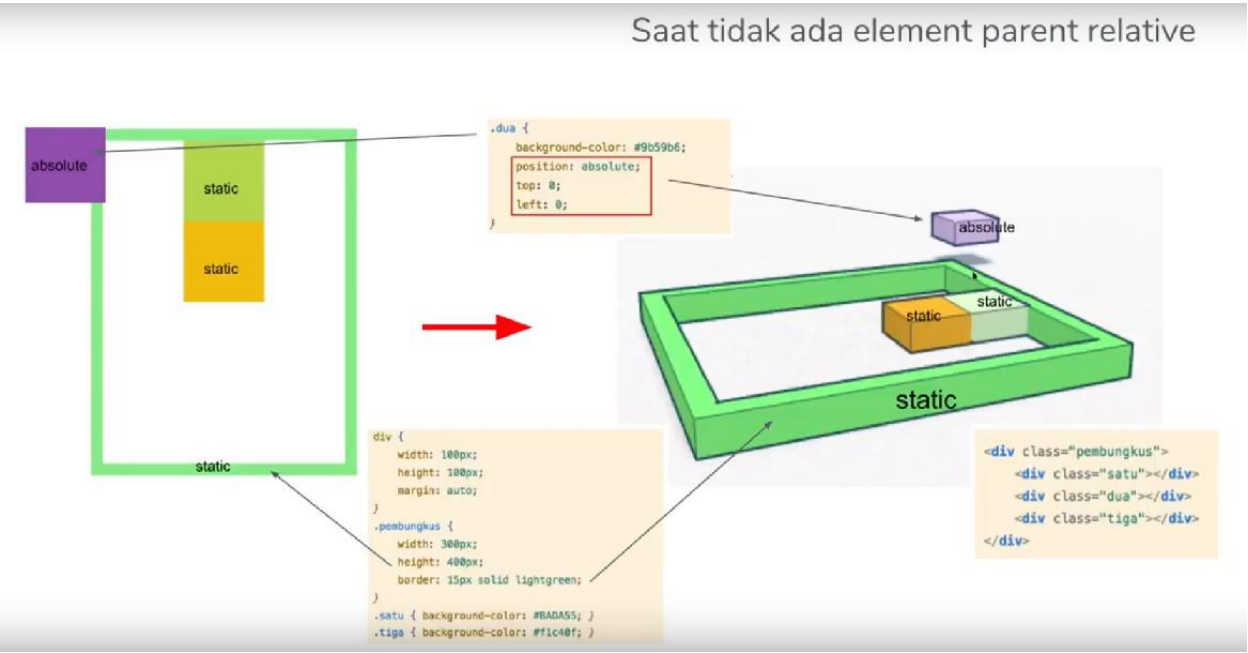 Saat tidak ada element parent relative
absolute
static
static
static
.dua {
background-color: #9b59b6;
position: absolute;
top: 0;
left: 0;
}
absolute
static
static
static
div {
width: 100px;
height: 100px;
margin: auto;
}
.pembungkus {
width: 300px;
height: 400px;
border: 15px solid lightgreen;
}
.satu { background-color: #BADA55; }
.tiga { background-color: #f1c40f; }
<div class="pembungkus">
<div class="satu"></div>
<div class="dua"></div>
<div class="tiga"></div>
</div>